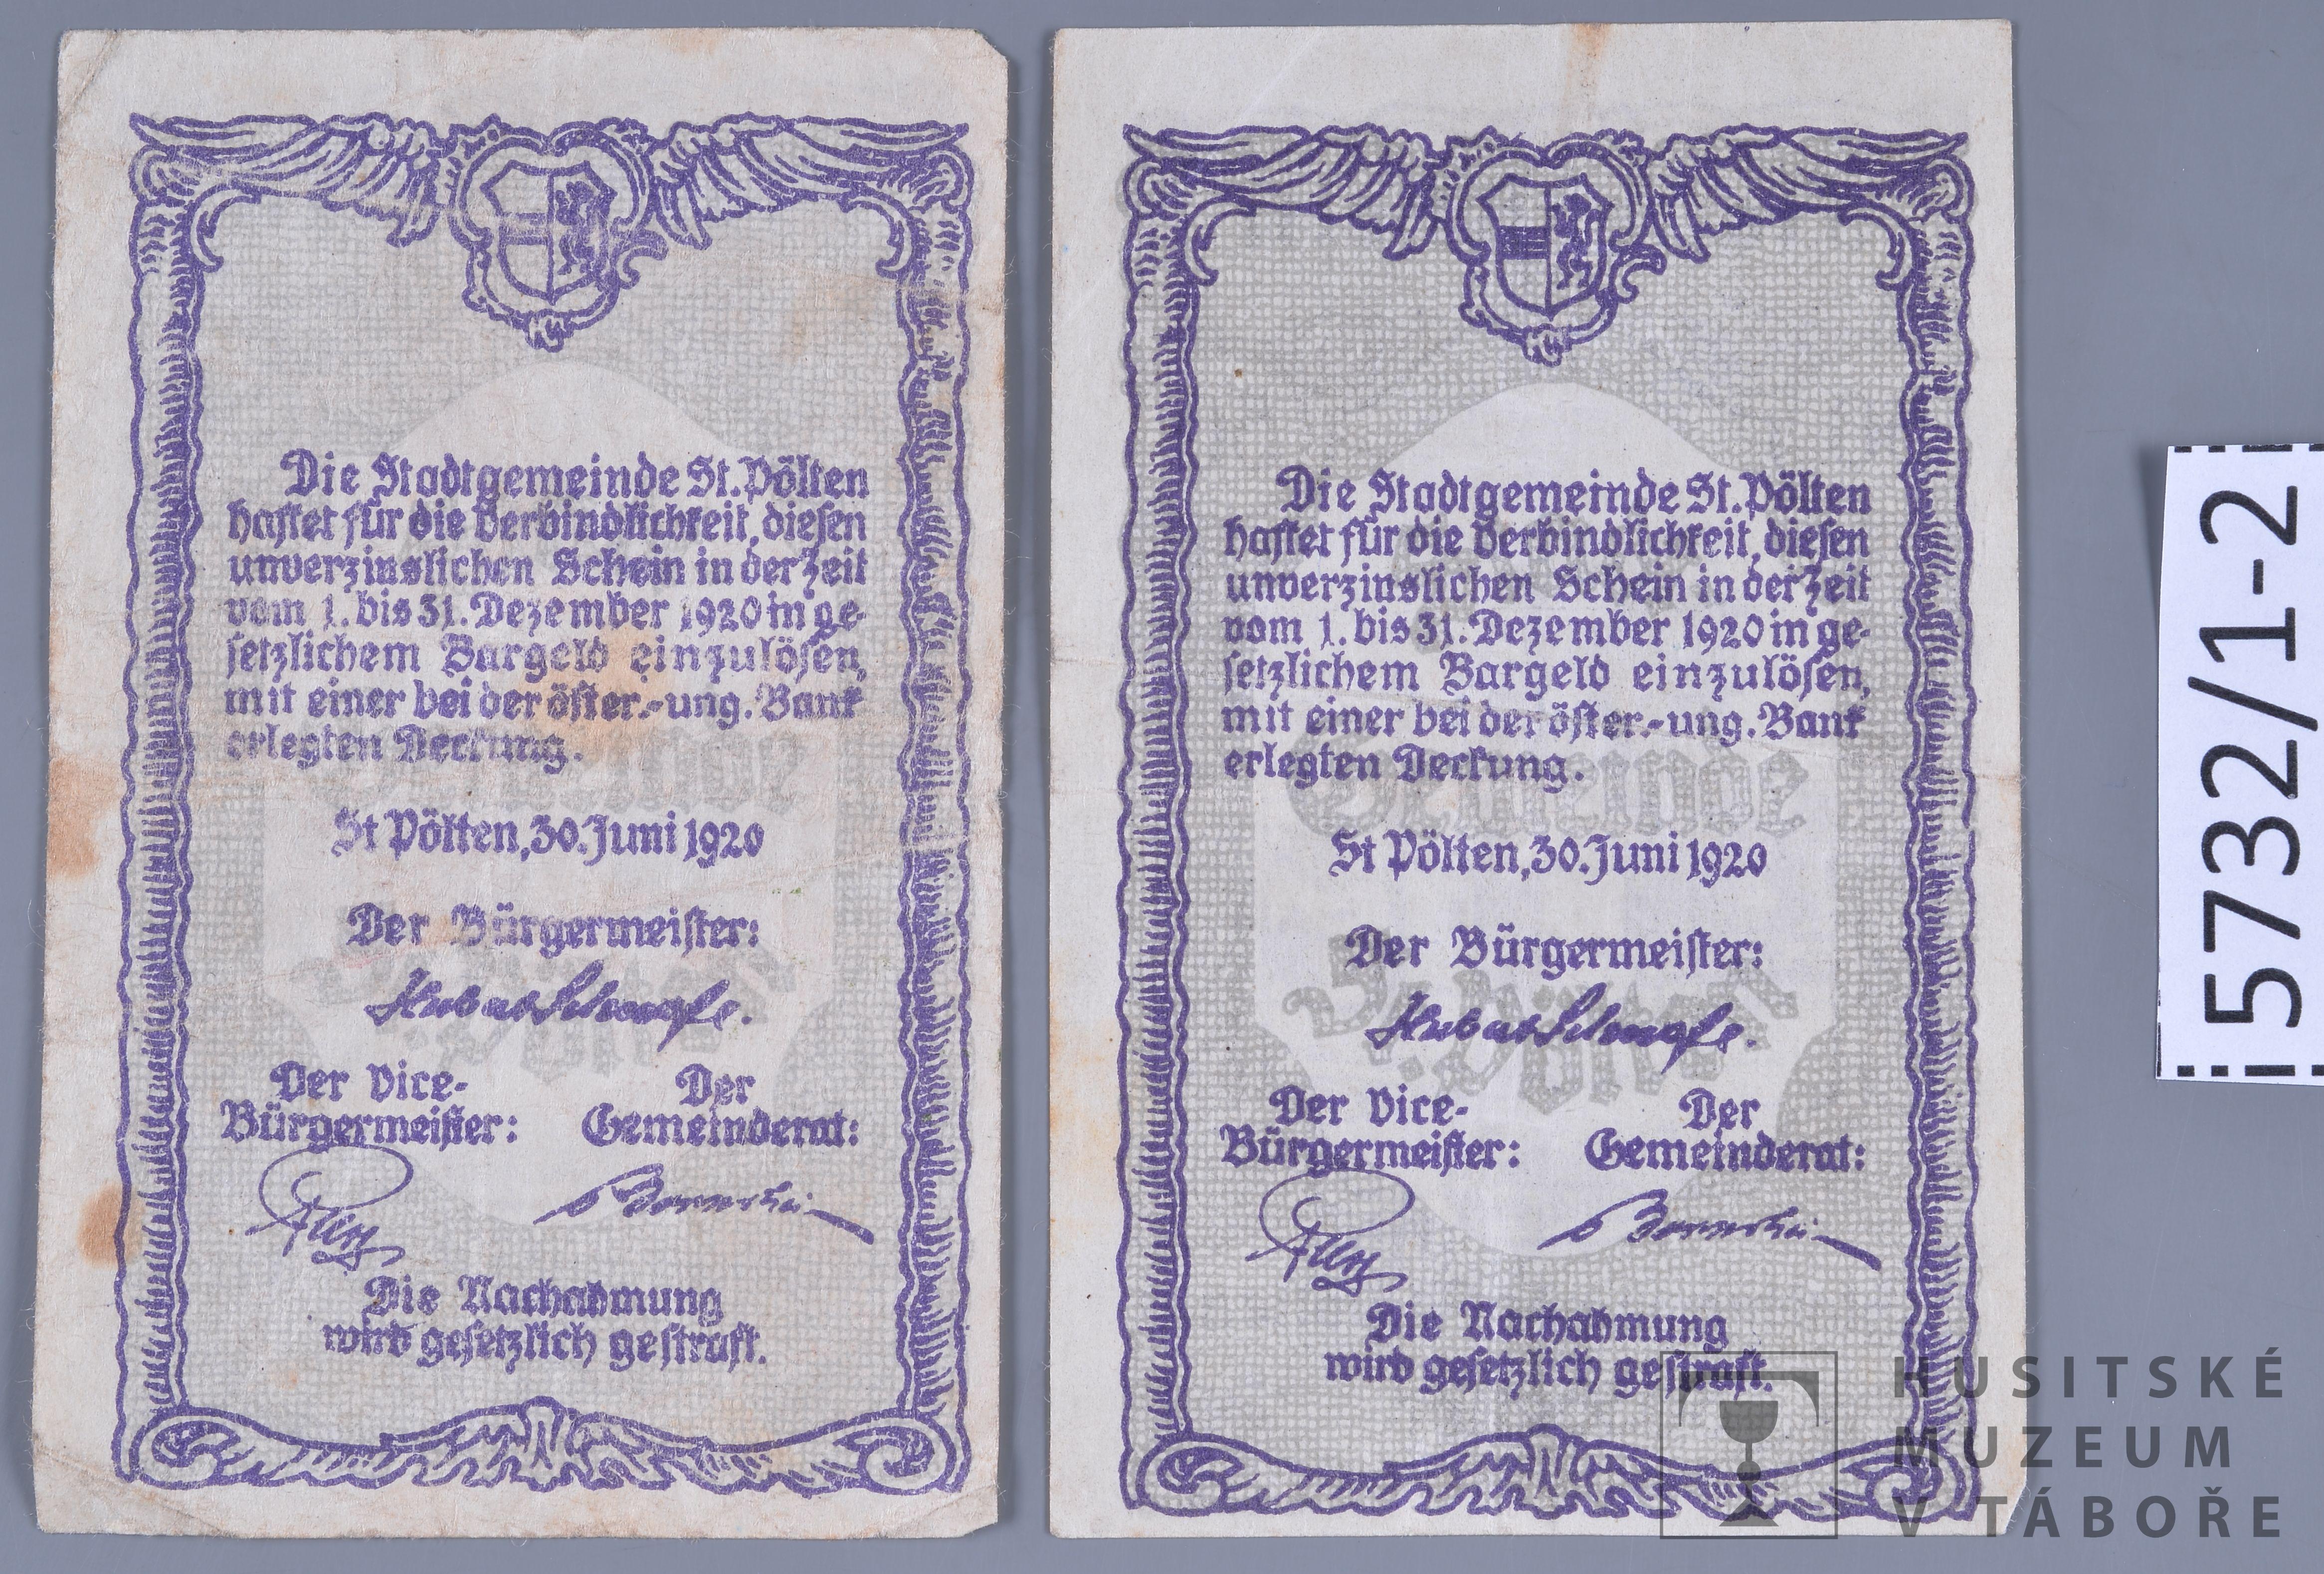 Die Stadtgemeinde St. Pölten
haftet für die Verbindlichkeit, diesen
unverzinslichen Schein in der Zeit
vom 1. bis 31. Dezember 1920 in ge-
setzlichem Bargeld einzulösen,
mit einer bei der öster.-ung. Bank
erlegten Deckung.
St Pölten, 30. Juni 1920
Der Bürgermeister:
Der Vice-
Bürgermeister:
Der
Gemeinderat:
Die Nachahmung
wird gesetzlich gestraft.
Die Stadtgemeinde St. Pölten
haftet für die Verbindlichkeit, diesen
unverzinslichen Schein in der Zeit
vom 1. bis 31. Dezember 1920 in ge-
setzlichem Bargeld einzulösen,
mit einer bei der öster.-ung. Bank
erlegten Deckung.
Gemeinde
St. Pölten
St Pölten, 30. Juni 1920
Der Bürgermeister:
Der Vice-
Bürgermeister:
Der
Gemeinderat:
Die Nachahmung
wird gesetzlich gestraft.
5732/1-2
HUSITSKÉ
MUZEUM
V TÁBOŘE